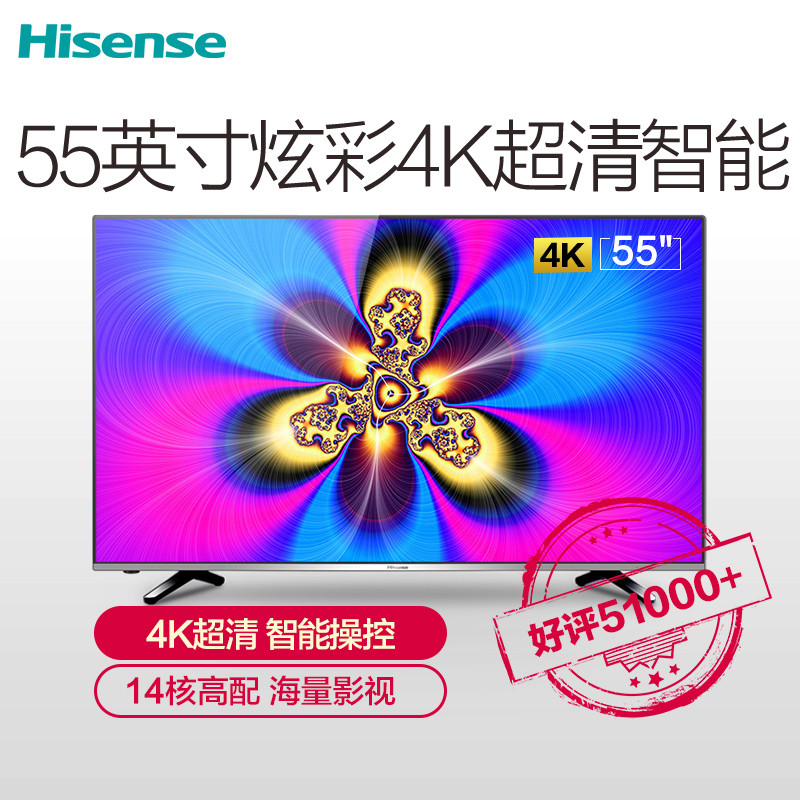 Hisense
55英寸炫彩4K超清智能
4K 55"
Hisense
4K超清 智能操控
14核高配 海量影视
好评51000+